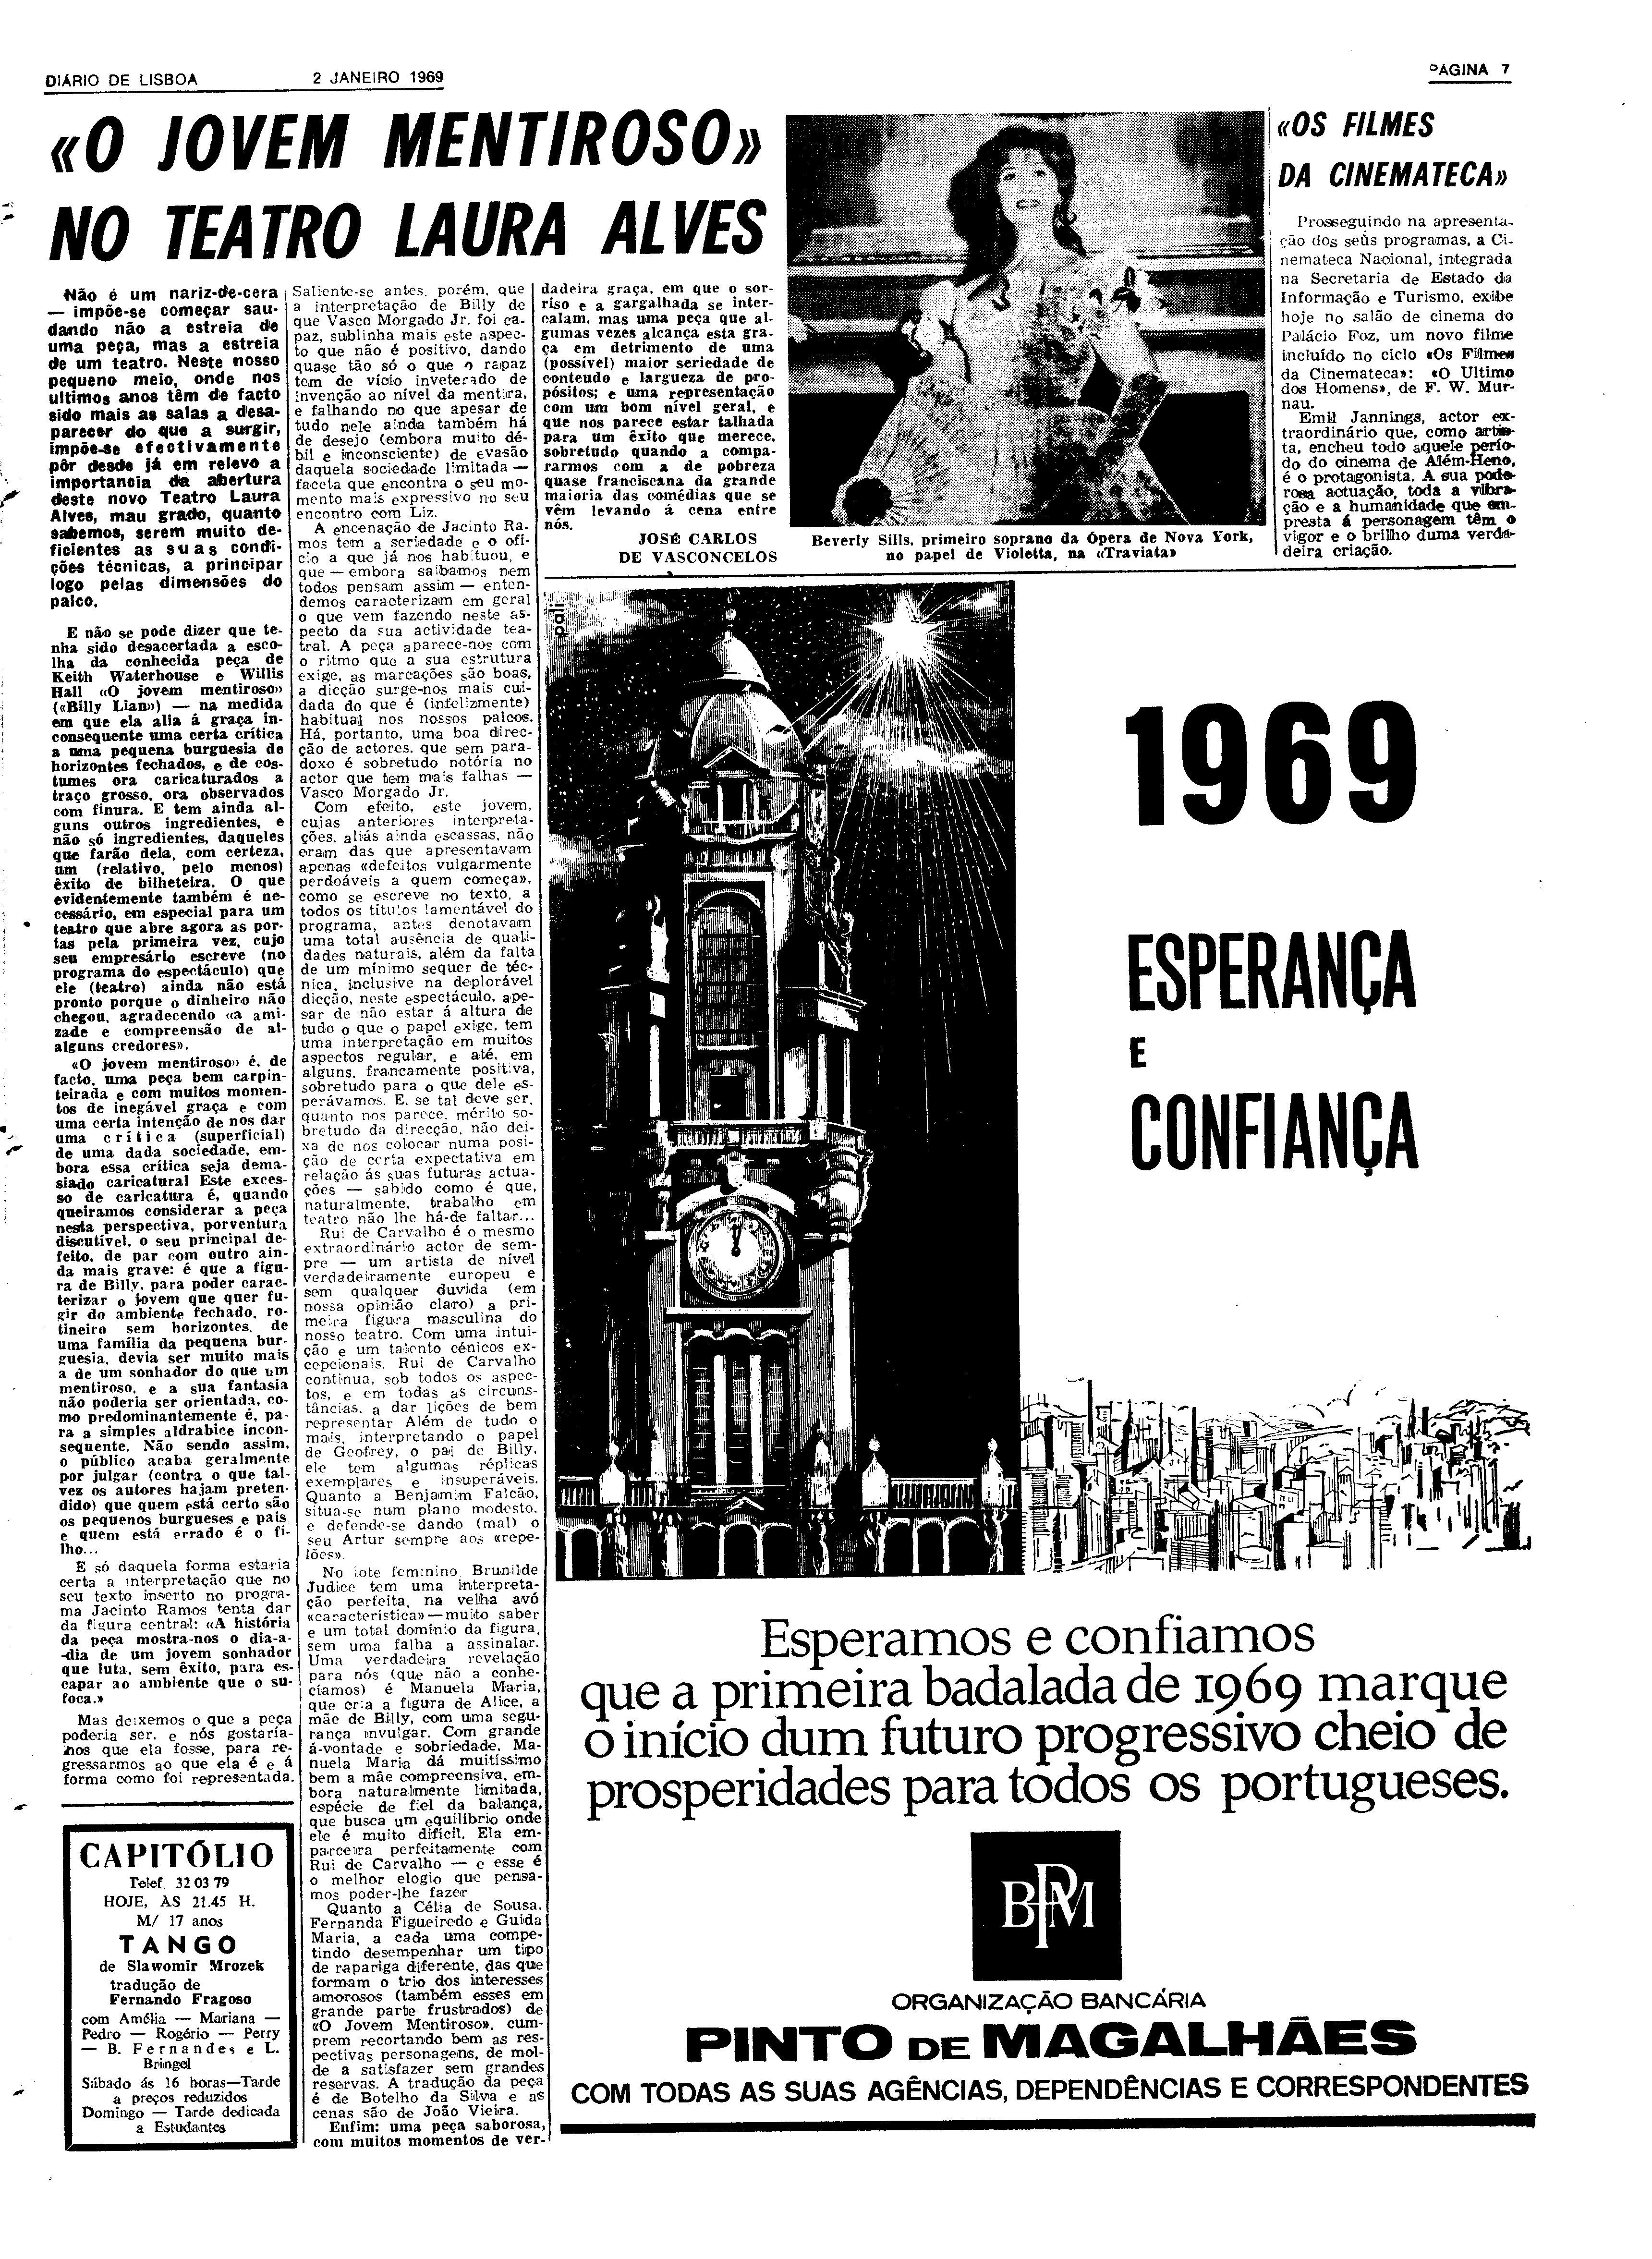 DIÁRIO DE LISBOA 2 JANEIRO 1969
PÁGINA 7
«O JOVEM MENTIROSO»
NO TEATRO LAURA ALVES
Não é um nariz-de-cera
— impõe-se começar sau-
dando não a estreia de
uma peça, mas a estreia
de um teatro. Neste nosso
pequeno meio, onde nos
ultimos anos têm de facto
sido mais as salas a desa-
parecer do que a surgir,
impõe-se efectivamente
pôr desde já em relevo a
importancia da abertura
deste novo Teatro Laura
Alves, mau grado, quanto
sabemos, serem muito de-
ficientes as suas condi-
ções técnicas, a principar
logo pelas dimensões do
palco.
E não se pode dizer que te-
nha sido desacertada a esco-
lha da conhecida peça de
Keith Waterhouse e Willis
Hall «O jovem mentiroso»
(«Billy Lian») — na medida
em que ela alia á graça in-
consequente uma certa crítica
a uma pequena burguesia de
horizontes fechados, e de cos-
tumes ora caricaturados a
traço grosso, ora observados
com finura. E tem ainda al-
guns outros ingredientes, e
não só ingredientes, daqueles
que farão dela, com certeza,
um (relativo, pelo menos)
êxito de bilheteira. O que
evidentemente também é ne-
cessário, em especial para um
teatro que abre agora as por-
tas pela primeira vez, cujo
seu empresário escreve (no
programa do espectáculo) que
ele (teatro) ainda não está
pronto porque o dinheiro não
chegou, agradecendo «a ami-
zade e compreensão de al-
alguns credores».
«O jovem mentiroso» é, de
facto, uma peça bem carpin-
teirada e com muitos momen-
tos de inegável graça e com
uma certa intenção de nos dar
uma crítica (superficial)
de uma dada sociedade, em-
bora essa crítica seja dema-
siado caricatural Este exces-
so de caricatura é, quando
queiramos considerar a peça
nesta perspectiva, porventura
discutível, o seu principal de-
feito, de par com outro ain-
da mais grave: é que a figu-
ra de Billy, para poder carac-
terizar o jovem que quer fu-
gir do ambiente fechado, ro-
tineiro sem horizontes, de
uma família da pequena bur-
guesia, devia ser muito mais
a de um sonhador do que um
mentiroso, e a sua fantasia
não poderia ser orientada, co-
mo predominantemente é, pa-
ra a simples aldrabice incon-
sequente. Não sendo assim,
o público acaba geralmente
por julgar (contra o que tal-
vez os autores hajam preten-
dido) que quem está certo são
os pequenos burgueses e pais
e quem está errado é o fi-
lho...
E só daquela forma estaria
certa a interpretação que no
seu texto inserto no progra-
ma Jacinto Ramos tenta dar
da figura central: «A história
da peça mostra-nos o dia-a-
-dia de um jovem sonhador
que luta, sem êxito, para es-
capar ao ambiente que o su-
foca.»
Mas deixemos o que a peça
poderia ser, e nós gostaría-
mos que ela fosse, para re-
gressarmos ao que ela é e á
forma como foi representada.
CAPITÓLIO
Telef. 32 03 79
HOJE, ÀS 21.45 H.
M/ 17 anos
TANGO
de Slawomir Mrozek
tradução de
Fernando Fragoso
com Amélia — Mariana —
Pedro — Rogério — Perry
— B. Fernandes e L.
Bringel
Sábado ás 16 horas—Tarde
a preços reduzidos
Domingo — Tarde dedicada
a Estudantes
Saliente-se antes, porém, que
a interpretação de Billy de
que Vasco Morgado Jr. foi ca-
paz, sublinha mais este aspec-
to que não é positivo, dando
quase tão só o que o rapaz
tem de vício inveterado de
invenção ao nível da mentira,
e falhando no que apesar de
tudo nele ainda também há
de desejo (embora muito dé-
bil e inconsciente) de evasão
daquela sociedade limitada —
faceta que encontra o seu mo-
mento mais expressivo no seu
encontro com Liz.
A encenação de Jacinto Ra-
mos tem a seriedade e o ofí-
cio a que já nos habituou, e
que — embora saibamos nem
todos pensam assim — enten-
demos caracterizam em geral
o que vem fazendo neste as-
pecto da sua actividade tea-
tral. A peça aparece-nos com
o ritmo que a sua estrutura
exige, as marcações são boas,
a dicção surge-nos mais cui-
dada do que é (infelizmente)
habitual nos nossos palcos.
Há, portanto, uma boa direc-
ção de actores, que sem para-
doxo é sobretudo notória no
actor que tem mais falhas —
Vasco Morgado Jr.
Com efeito, este jovem,
cujas anteriores interpreta-
ções, aliás ainda escassas, não
eram das que apresentavam
apenas «defeitos vulgarmente
perdoáveis a quem começa»,
como se escreve no texto, a
todos os títulos lamentável do
programa, antes denotavam
uma total ausência de quali-
dades naturais, além da falta
de um mínimo sequer de téc-
nica, inclusive na deplorável
dicção, neste espectáculo, ape-
sar de não estar á altura de
tudo o que o papel exige, tem
uma interpretação em muitos
aspectos regular, e até, em
alguns, francamente positiva,
sobretudo para o que dele es-
perávamos. E, se tal deve ser,
quanto nos parece, mérito so-
bretudo da direcção, não dei-
xa de nos colocar numa posi-
ção de certa expectativa em
relação ás suas futuras actua-
ções — sabido como é que,
naturalmente, trabalho em
teatro não lhe há-de faltar...
Rui de Carvalho é o mesmo
extraordinário actor de sem-
pre — um artista de nível
verdadeiramente europeu e
sem qualquer duvida (em
nossa opinião claro) a pri-
meira figura masculina do
nosso teatro. Com uma intui-
ção e um talento cénicos ex-
cepcionais. Rui de Carvalho
continua, sob todos os aspec-
tos, e em todas as circuns-
tâncias, a dar lições de bem
representar Além de tudo o
mais, interpretando o papel
de Geofrey, o pai de Billy,
ele tem algumas réplicas
exemplares e insuperáveis.
Quanto a Benjamim Falcão,
situa-se num plano modesto,
e defende-se dando (mal) o
seu Artur sempre aos «repe-
lões».
No lote feminino Brunilde
Judice tem uma interpreta-
ção perfeita, na velha avó
«característica» — muito saber
e um total domínio da figura,
sem uma falha a assinalar.
Uma verdadeira revelação
para nós (que não a conhe-
cíamos) é Manuela Maria,
que cria a figura de Alice, a
mãe de Billy, com uma segu-
rança invulgar. Com grande
á-vontade e sobriedade, Ma-
nuela Maria dá muitíssimo
bem a mãe compreensiva, em-
bora naturalmente limitada,
espécie de fiel da balança,
que busca um equilíbrio onde
ele é muito difícil. Ela em-
parceira perfeitamente com
Rui de Carvalho — e esse é
o melhor elogio que pensa-
mos poder-lhe fazer
Quanto a Célia de Sousa,
Fernanda Figueiredo e Guida
Maria, a cada uma compe-
tindo desempenhar um tipo
de rapariga diferente, das que
formam o trio dos interesses
amorosos (também esses em
grande parte frustrados) de
«O Jovem Mentiroso», cum-
prem recortando bem as res-
pectivas personagens, de mol-
de a satisfazer sem grandes
reservas. A tradução da peça
é de Botelho da Silva e as
cenas são de João Vieira.
Enfim: uma peça saborosa,
com muitos momentos de ver-
dadeira graça, em que o sor-
riso e a gargalhada se inter-
calam, mas uma peça que al-
gumas vezes alcança esta gra-
ça em detrimento de uma
(possível) maior seriedade de
conteudo e largueza de pro-
pósitos; e uma representação
com um bom nível geral, e
que nos parece estar talhada
para um êxito que merece,
sobretudo quando a compa-
rarmos com a de pobreza
quase franciscana da grande
maioria das comédias que se
vêm levando á cena entre
nós.
JOSÉ CARLOS
DE VASCONCELOS
Beverly Sills, primeiro soprano da Ópera de Nova York,
no papel de Violetta, na «Traviata»
«OS FILMES
DA CINEMATECA»
Prosseguindo na apresenta-
ção dos seus programas, a Ci-
nemateca Nacional, integrada
na Secretaria de Estado da
Informação e Turismo, exibe
hoje no salão de cinema do
Palácio Foz, um novo filme
incluído no ciclo «Os Filmes
da Cinemateca»: «O Ultimo
dos Homens», de F. W. Mur-
nau.
Emil Jannings, actor ex-
traordinário que, como artis-
ta, encheu todo aquele perío-
do do cinema de Além-Reno,
é o protagonista. A sua pode-
rosa actuação, toda a vibra-
ção e a humanidade que em-
presta á personagem têm o
vigor e o brilho duma verda-
deira criação.
pali
1969
ESPERANÇA
E
CONFIANÇA
Esperamos e confiamos
que a primeira badalada de 1969 marque
o início dum futuro progressivo cheio de
prosperidades para todos os portugueses.
BPM
ORGANIZAÇÃO BANCÁRIA
PINTO DE MAGALHÃES
COM TODAS AS SUAS AGÊNCIAS, DEPENDÊNCIAS E CORRESPONDENTES